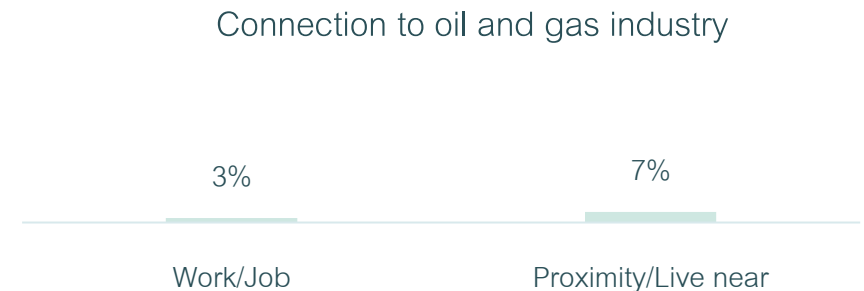 Connection to oil and gas industry
3%
7%
Work/Job
Proximity/Live near